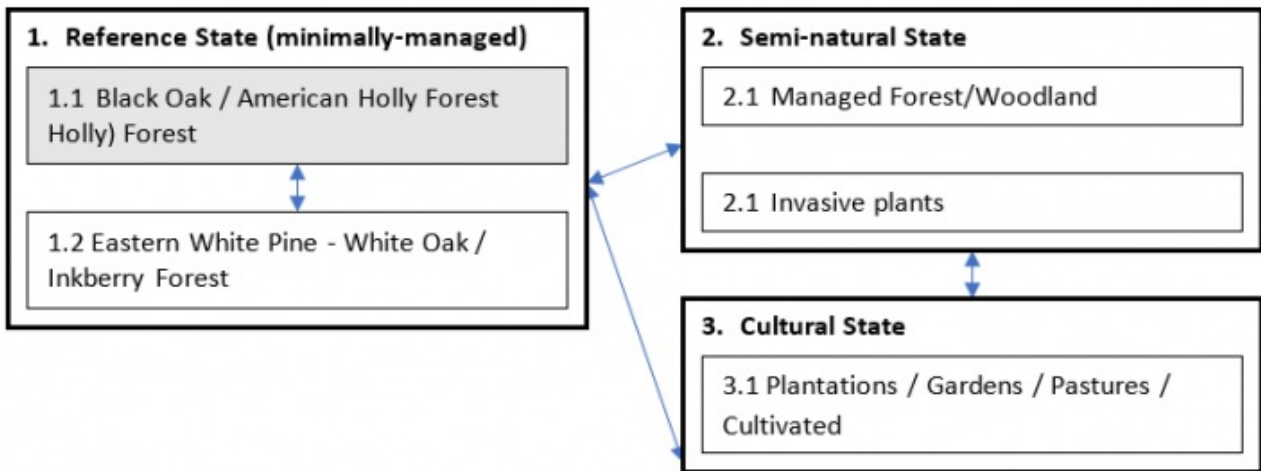 1. Reference State (minimally-managed)
1.1 Black Oak / American Holly Forest
Holly) Forest
1.2 Eastern White Pine - White Oak /
Inkberry Forest
2. Semi-natural State
2.1 Managed Forest/Woodland
2.1 Invasive plants
3. Cultural State
3.1 Plantations / Gardens / Pastures /
Cultivated